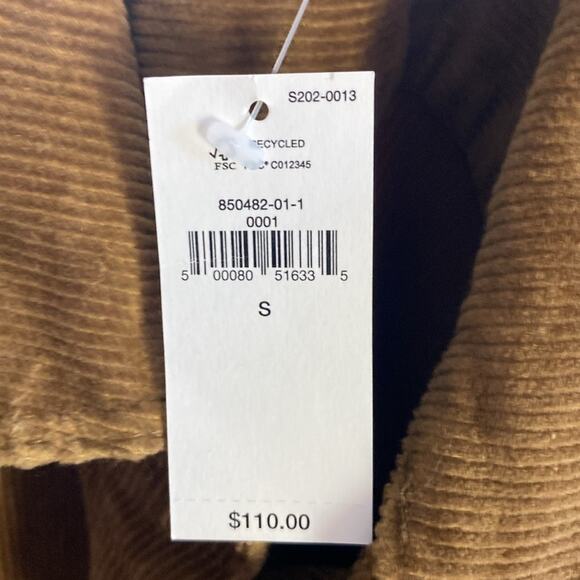 S202-0013
RECYCLED
FSC® C012345
850482-01-1
0001
5 00080 51633 5
S
$110.00